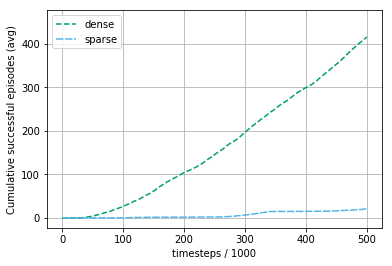 dense
sparse
Cumulative successful episodes (avg)
400
300
200
100
0
0 100 200 300 400 500
timesteps / 1000